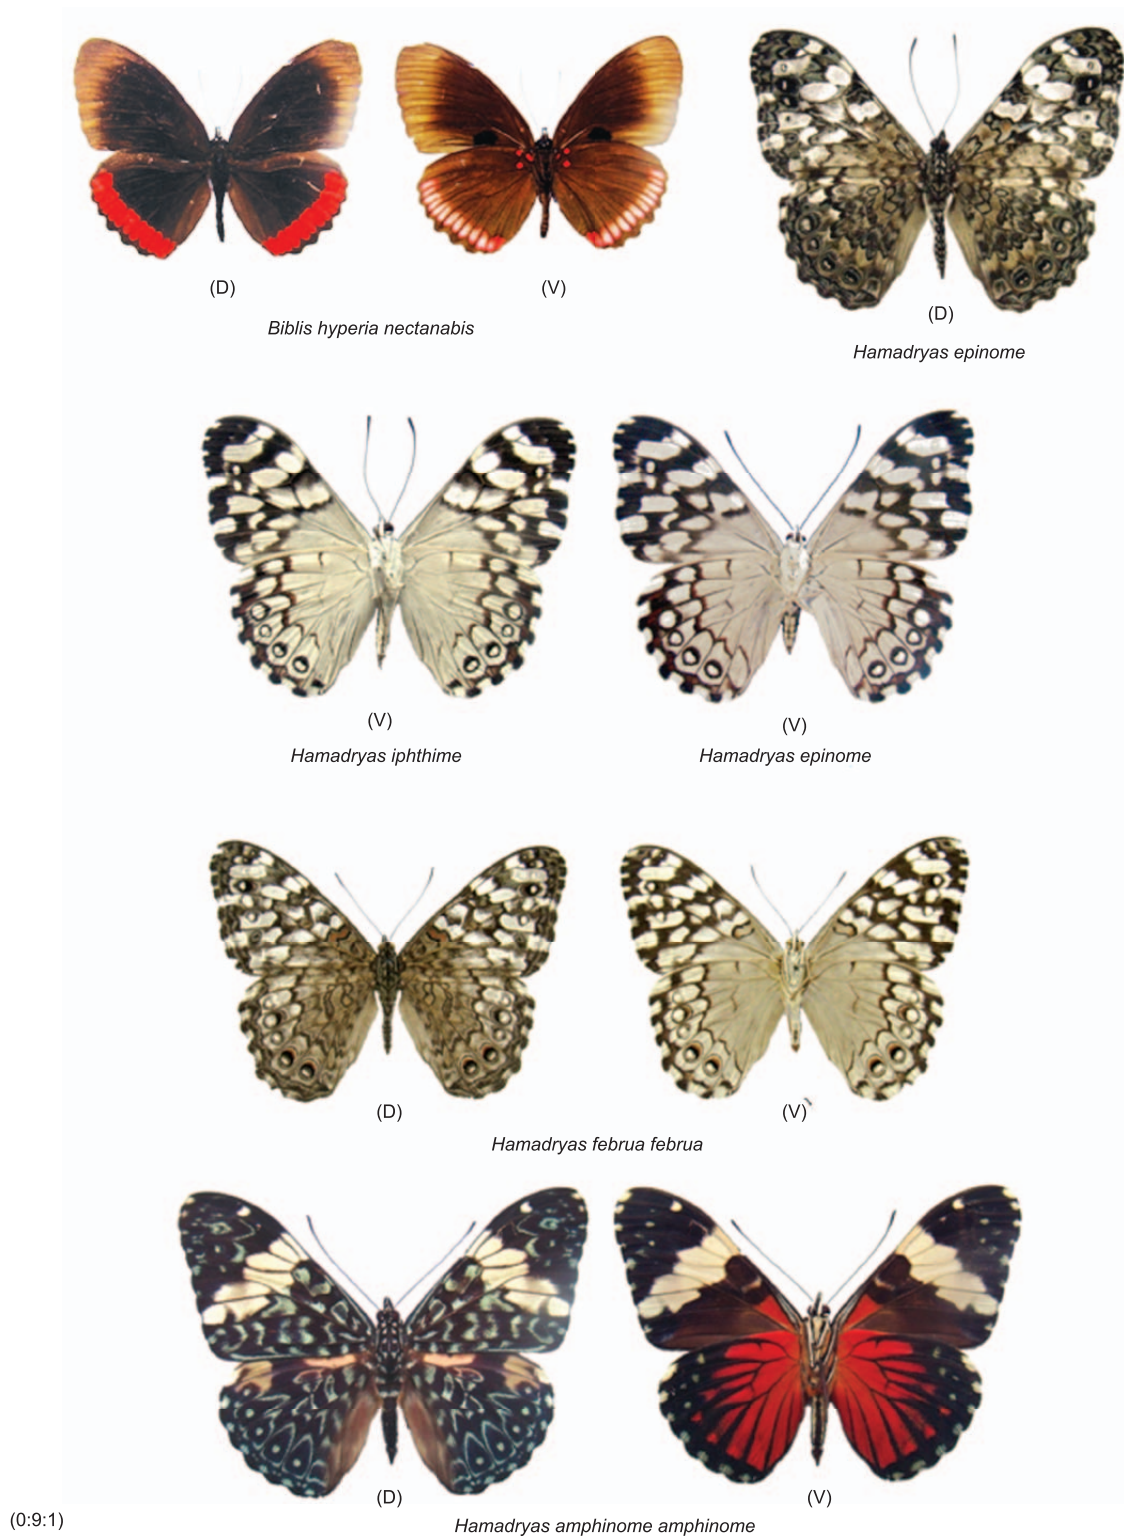 (D)
(V)
Biblis hyperia nectanabis
(D)
Hamadryas epinome
(V)
Hamadryas iphthime
(V)
Hamadryas epinome
(D)
(V)
Hamadryas februa februa
(D)
(V)
Hamadryas amphinome amphinome
(0:9:1)